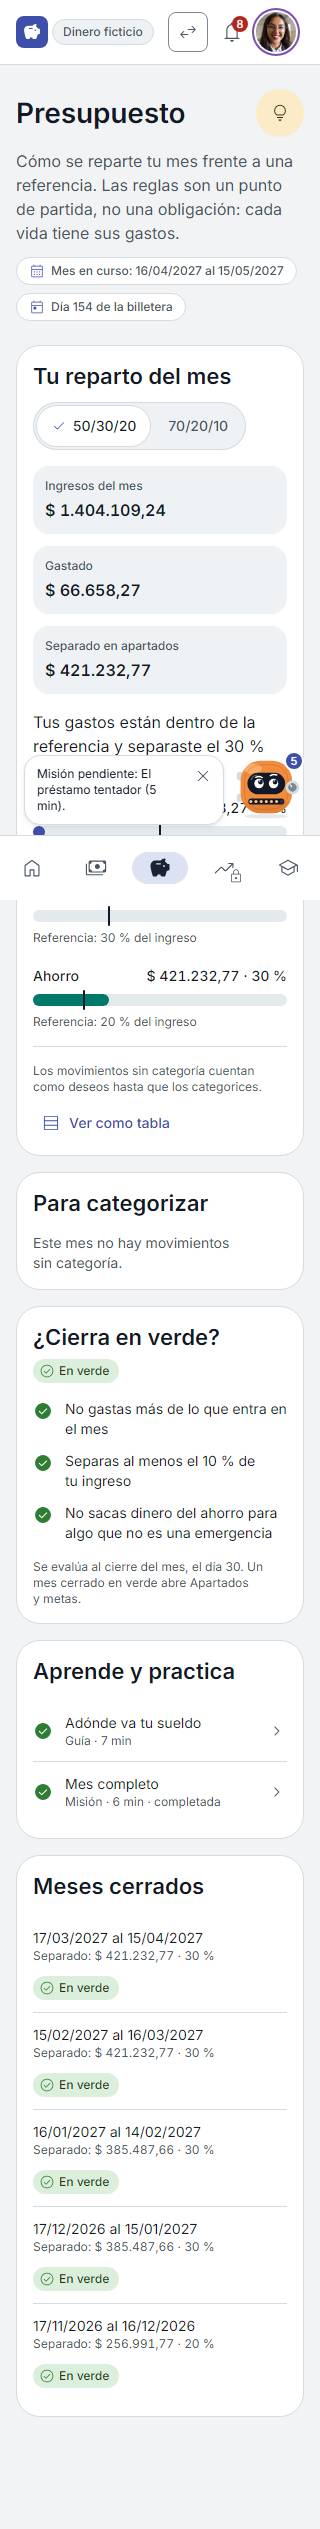 Dinero ficticio
8
Presupuesto
Cómo se reparte tu mes frente a una
referencia. Las reglas son un punto
de partida, no una obligación: cada
vida tiene sus gastos.
Mes en curso: 16/04/2027 al 15/05/2027
Día 154 de la billetera
Tu reparto del mes
50/30/20
70/20/10
Ingresos del mes
$ 1.404.109,24
Gastado
$ 66.658,27
Separado en apartados
$ 421.232,77
Tus gastos están dentro de la
referencia y separaste el 30 %
Misión pendiente: El
préstamo tentador (5
min).
5
Referencia: 30 % del ingreso
Ahorro $ 421.232,77 · 30 %
Referencia: 20 % del ingreso
Los movimientos sin categoría cuentan
como deseos hasta que los categorices.
Ver como tabla
Para categorizar
Este mes no hay movimientos
sin categoría.
¿Cierra en verde?
En verde
No gastas más de lo que entra en
el mes
Separas al menos el 10 % de
tu ingreso
No sacas dinero del ahorro para
algo que no es una emergencia
Se evalúa al cierre del mes, el día 30. Un
mes cerrado en verde abre Apartados
y metas.
Aprende y practica
Adónde va tu sueldo
Guía · 7 min
Mes completo
Misión · 6 min · completada
Meses cerrados
17/03/2027 al 15/04/2027
Separado: $ 421.232,77 · 30 %
En verde
15/02/2027 al 16/03/2027
Separado: $ 421.232,77 · 30 %
En verde
16/01/2027 al 14/02/2027
Separado: $ 385.487,66 · 30 %
En verde
17/12/2026 al 15/01/2027
Separado: $ 385.487,66 · 30 %
En verde
17/11/2026 al 16/12/2026
Separado: $ 256.991,77 · 20 %
En verde